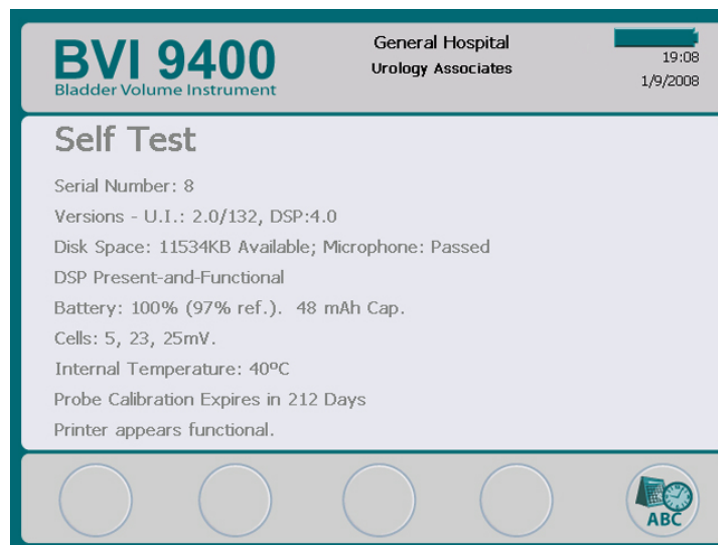 BVI 9400
Bladder Volume Instrument
General Hospital
Urology Associates
19:08
1/9/2008
Self Test
Serial Number: 8
Versions - U.I.: 2.0/132, DSP:4.0
Disk Space: 11534KB Available; Microphone: Passed
DSP Present-and-Functional
Battery: 100% (97% ref.). 48 mAh Cap.
Cells: 5, 23, 25mV.
Internal Temperature: 40ºC
Probe Calibration Expires in 212 Days
Printer appears functional.
ABC